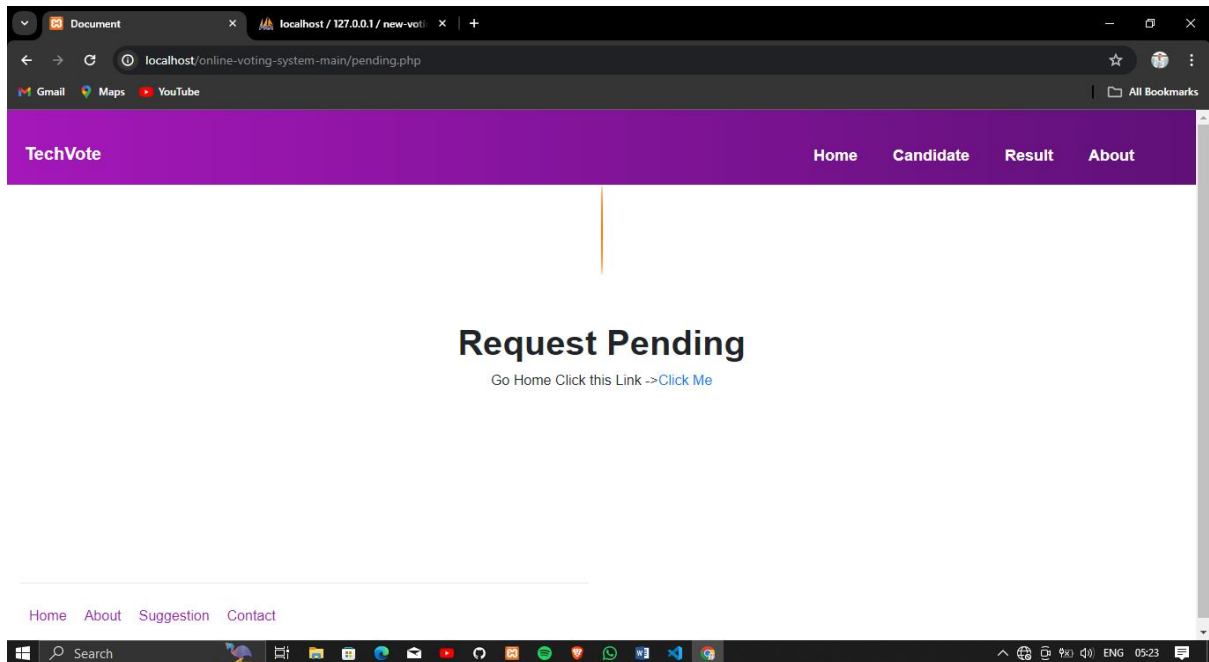 Document
localhost / 127.0.0.1 / new-voti
localhost/online-voting-system-main/pending.php
Gmail Maps YouTube All Bookmarks
TechVote Home Candidate Result About
Request Pending
Go Home Click this Link ->Click Me
Home About Suggestion Contact
Search ENG 05:23